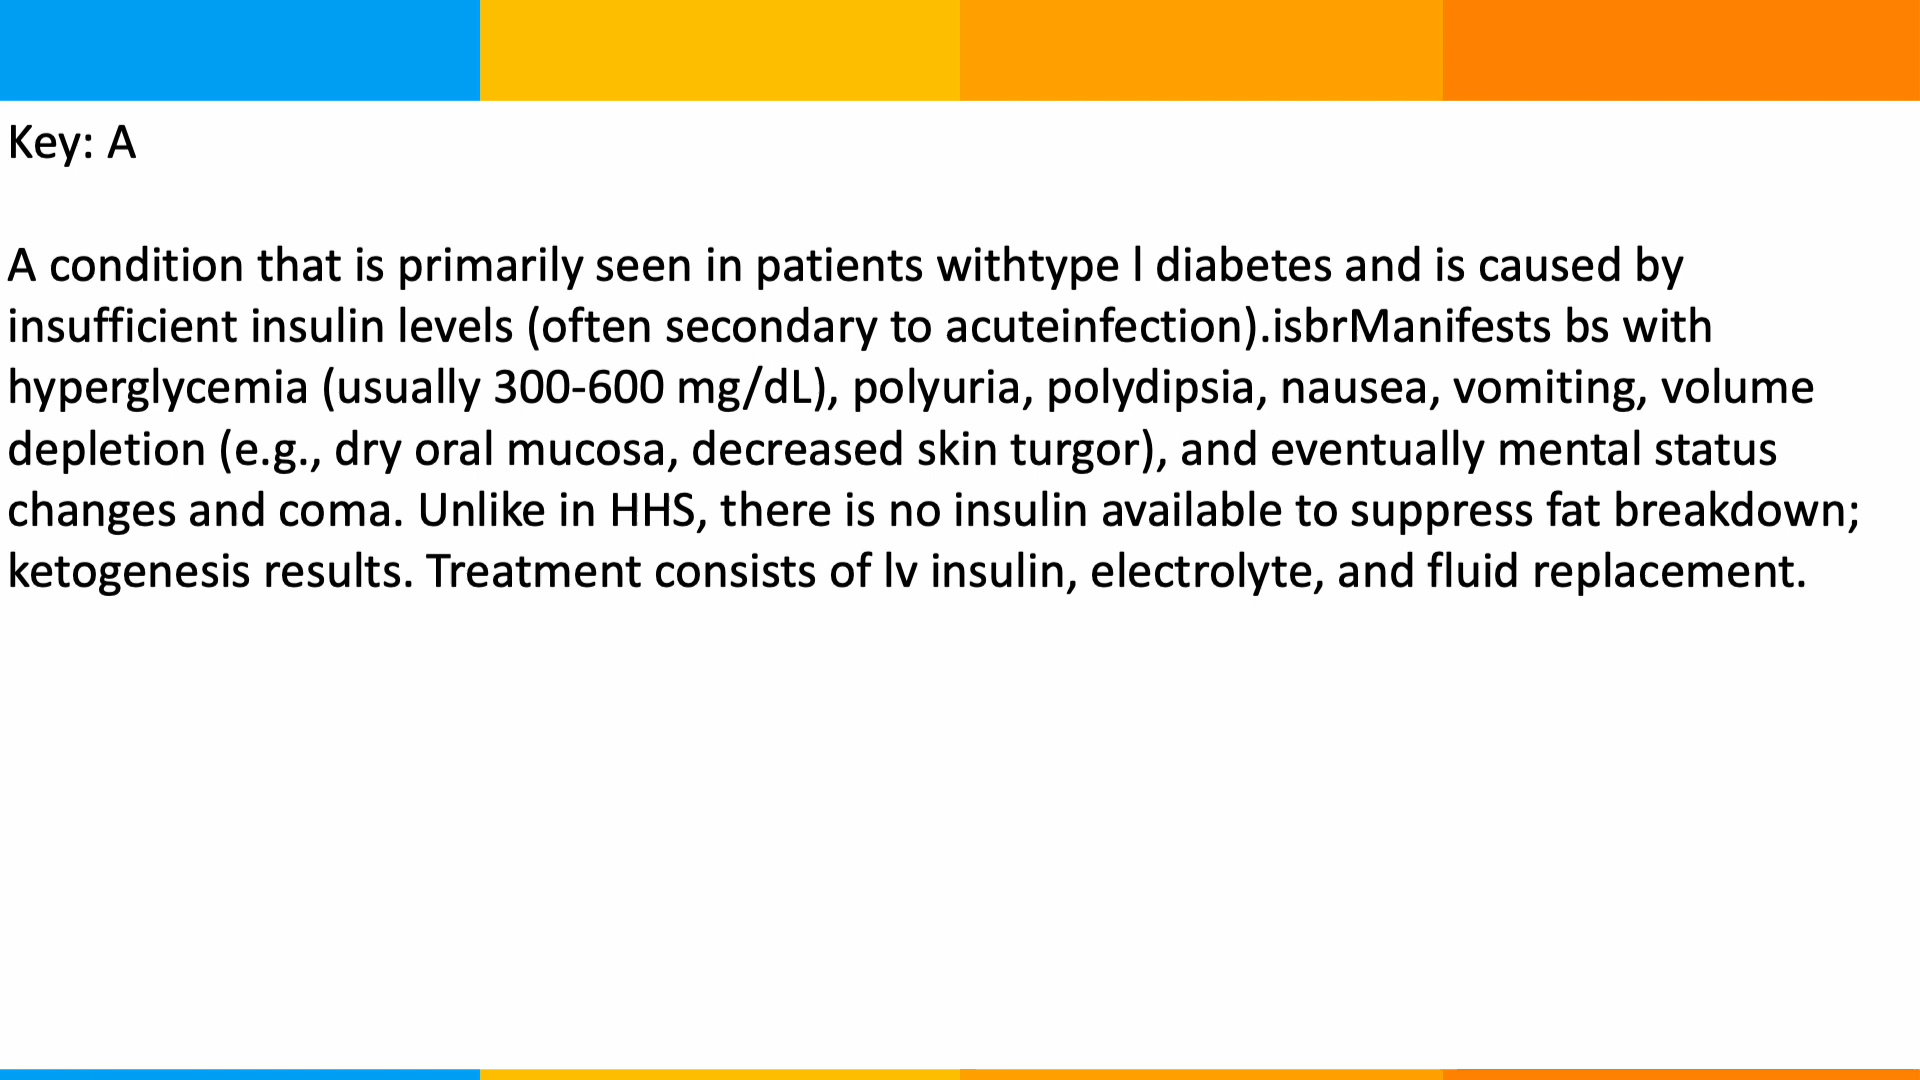 Key: A
A condition that is primarily seen in patients withtype l diabetes and is caused by
insufficient insulin levels (often secondary to acuteinfection).isbrManifests bs with
hyperglycemia (usually 300-600 mg/dL), polyuria, polydipsia, nausea, vomiting, volume
depletion (e.g., dry oral mucosa, decreased skin turgor), and eventually mental status
changes and coma. Unlike in HHS, there is no insulin available to suppress fat breakdown;
ketogenesis results. Treatment consists of lv insulin, electrolyte, and fluid replacement.